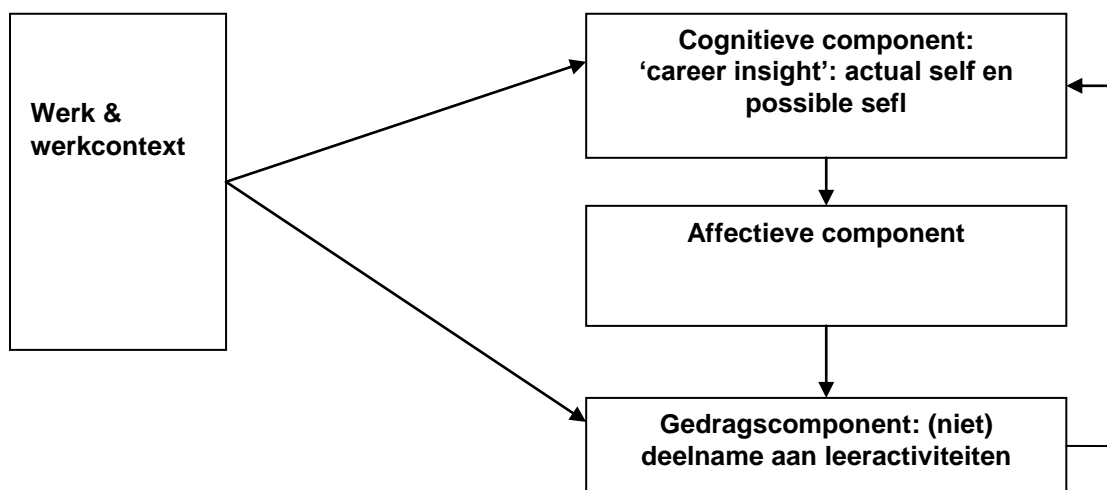 Werk &
werkcontext
Cognitieve component:
‘career insight’: actual self en
possible sefl
Affectieve component
Gedragscomponent: (niet)
deelname aan leeractiviteiten